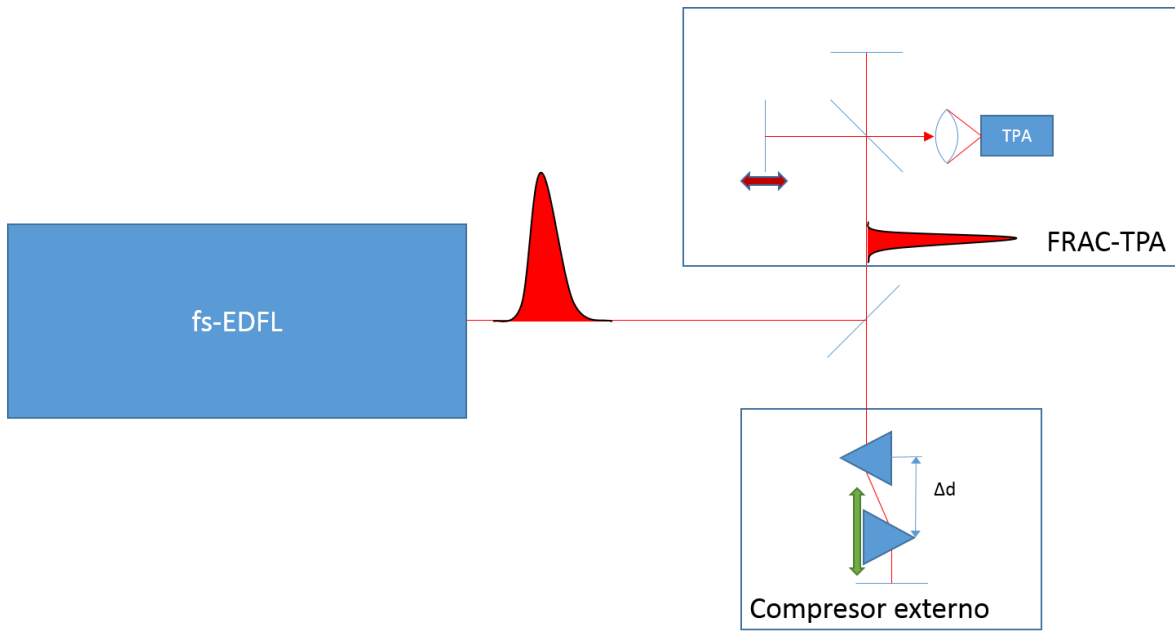 TPA
FRAC-TPA
fs-EDFL
Δd
Compresor externo